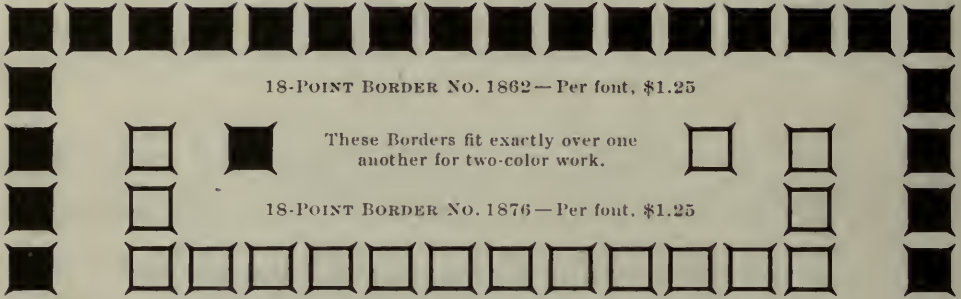 18-Point Border No. 1862—Per font, $1.25
These Borders fit exactly over one
another for two-color work.
18-Point Border No. 1876—Per font, $1.25